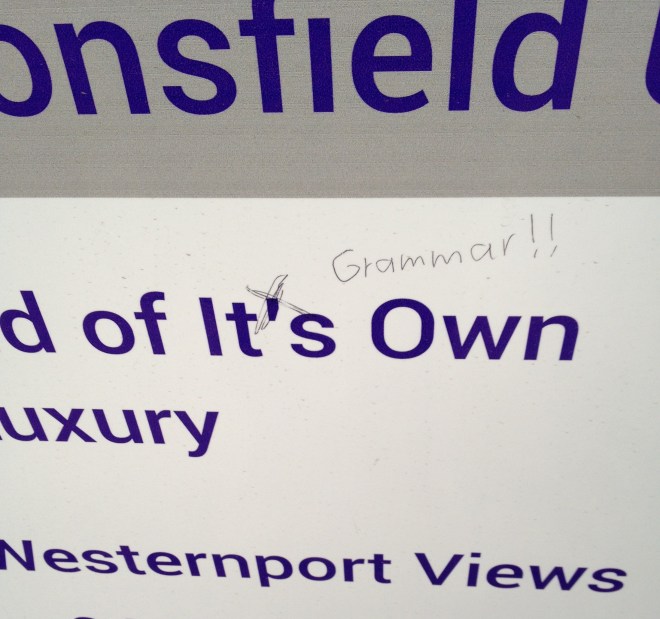 onsfield
Grammar!!
d of It's Own
uxury
Nesternport Views